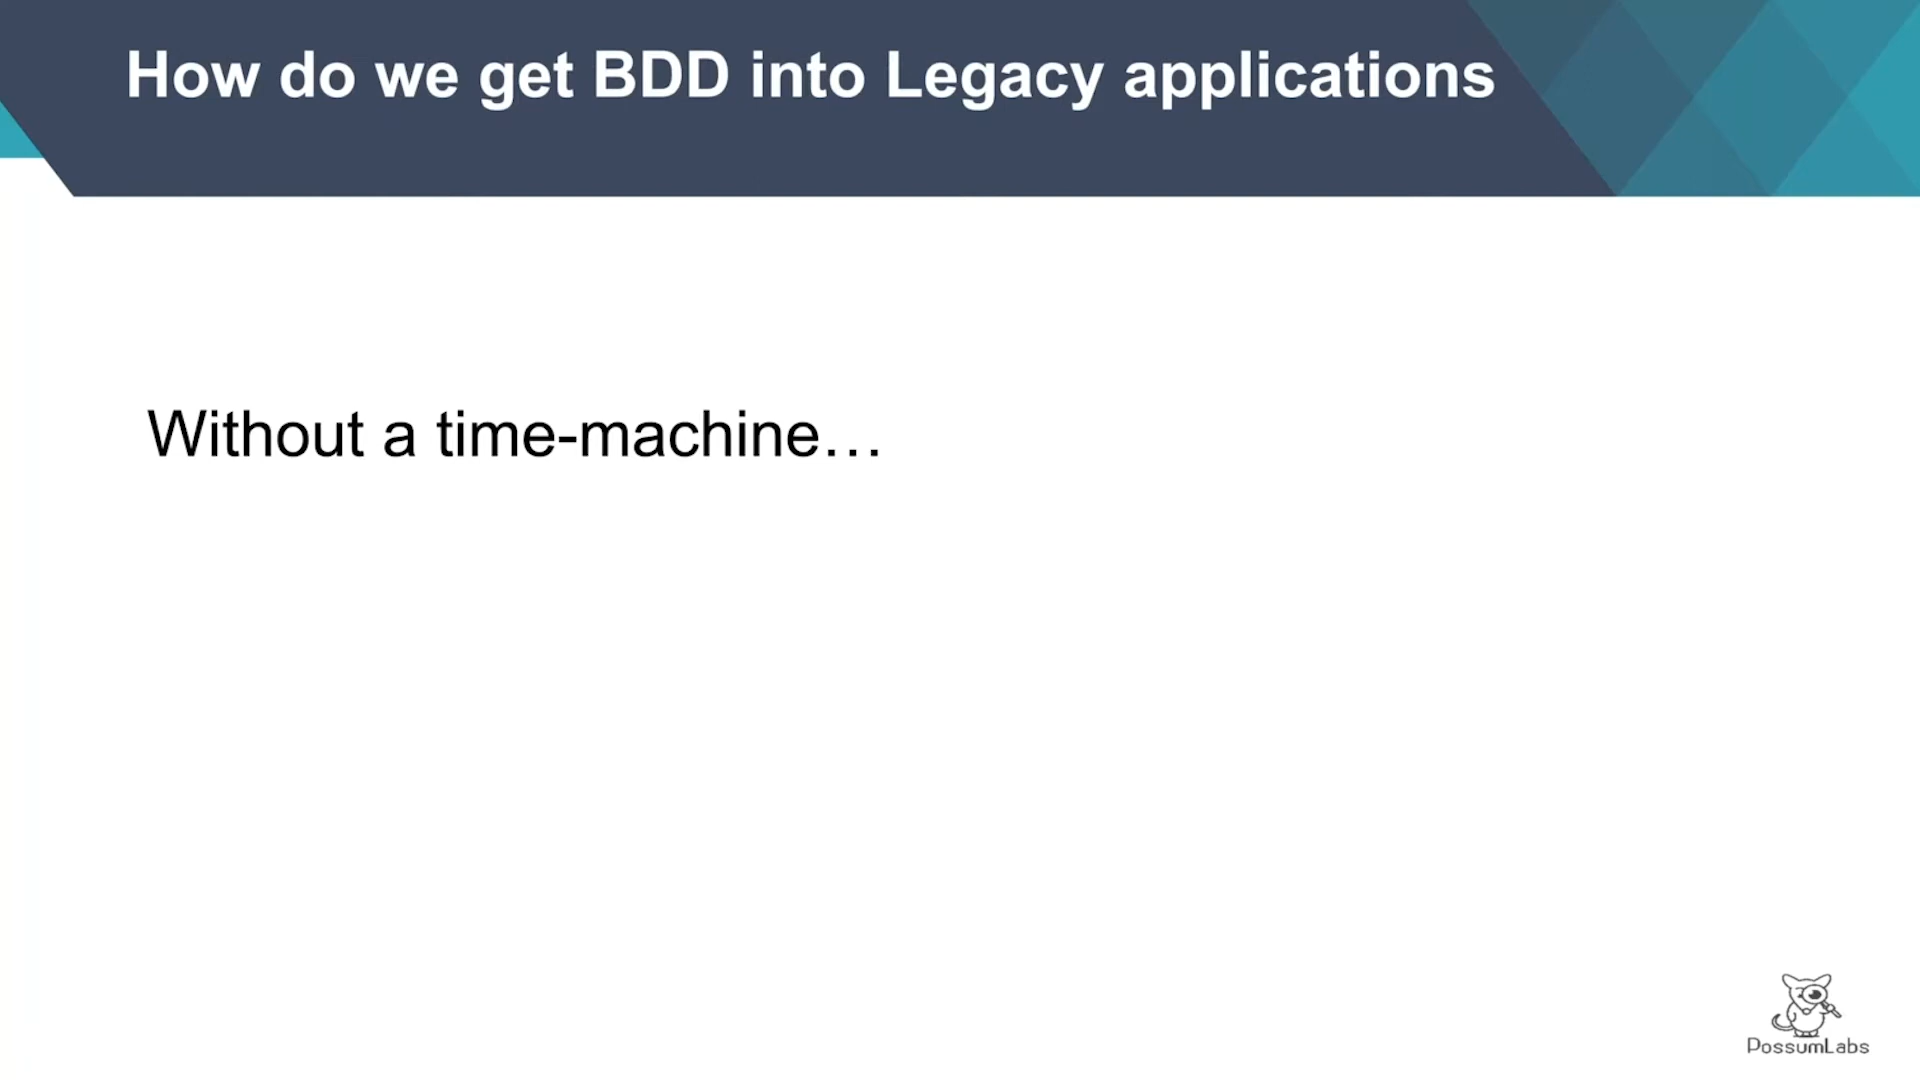 How do we get BDD into Legacy applications
Without a time-machine…
PossumLabs